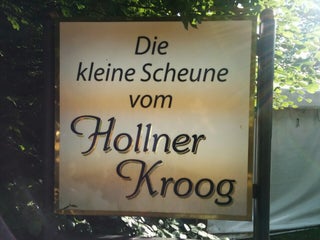 Die
kleine Scheune
vom
Hollner
Kroog